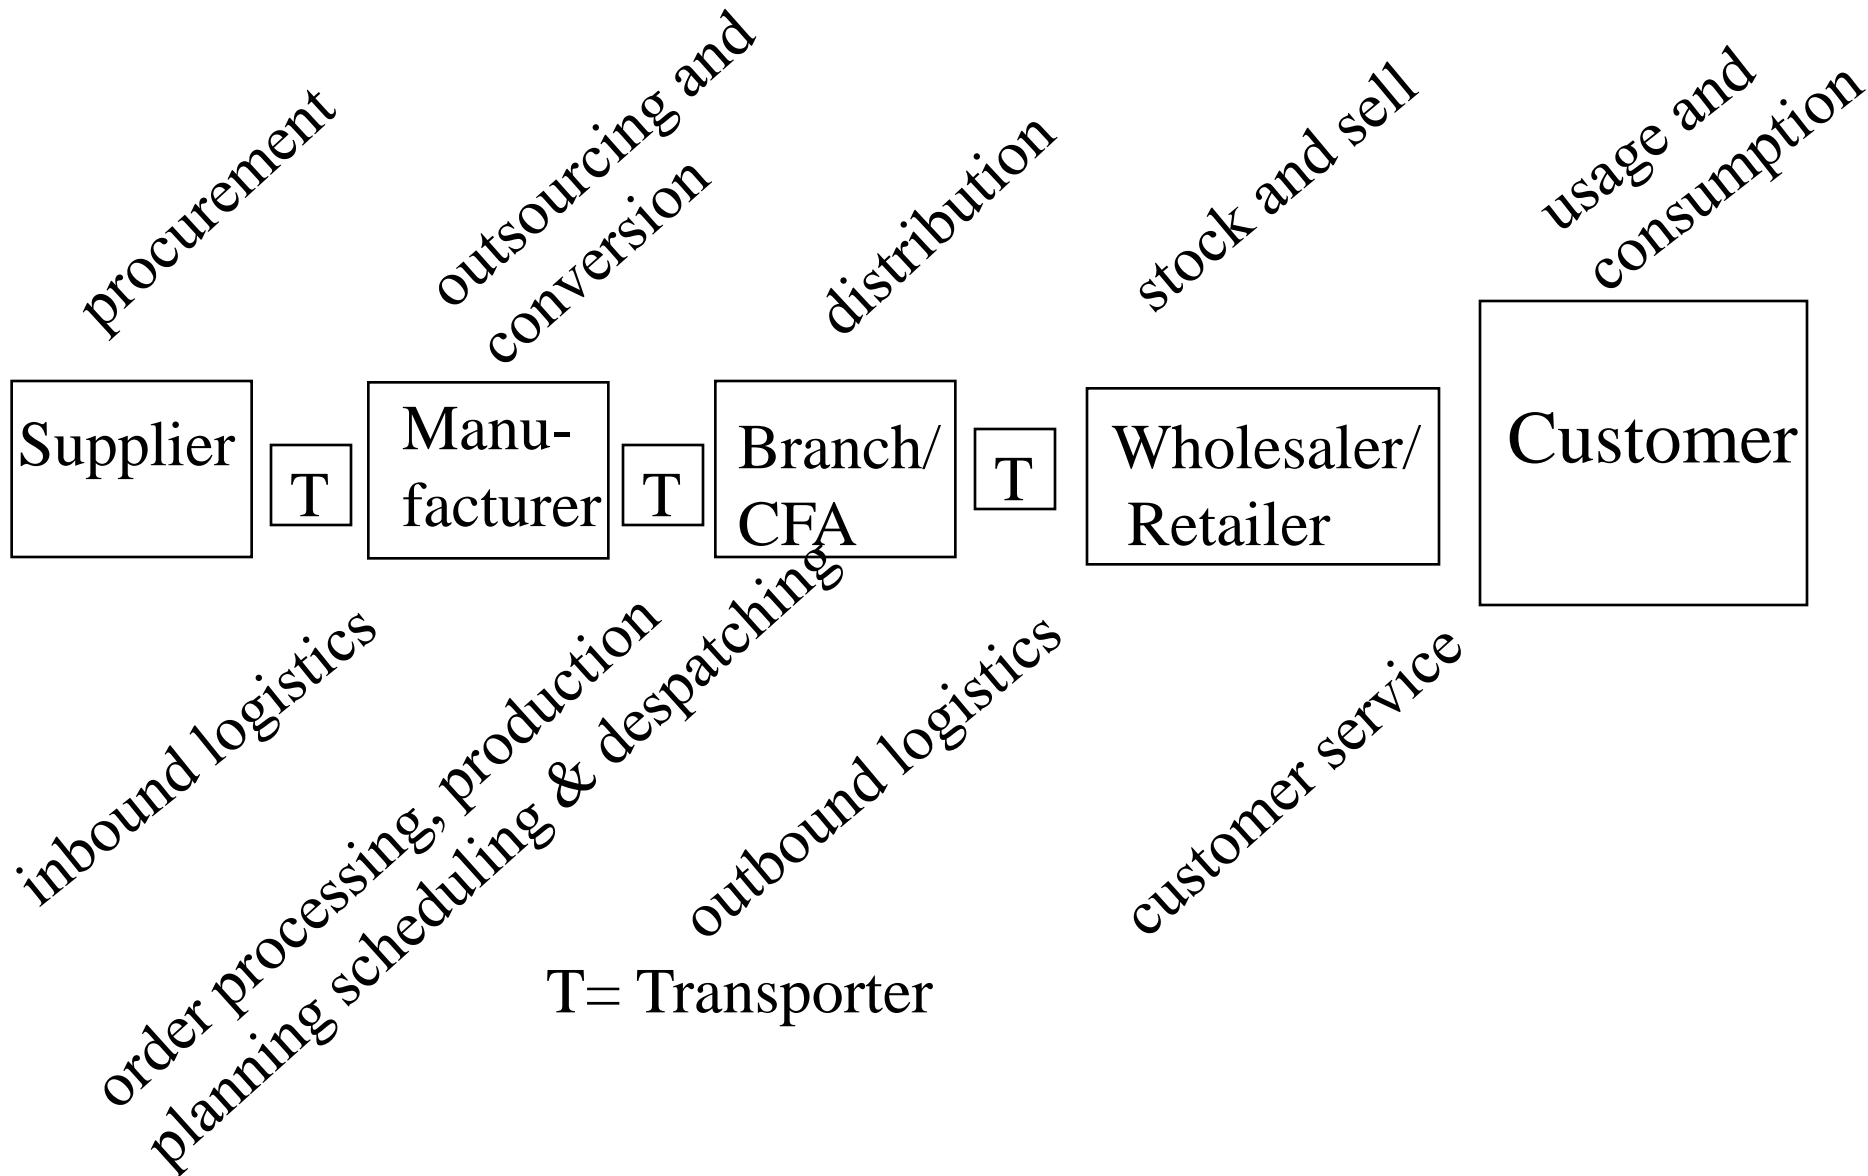 procurement
outsourcing and
conversion
distribution
stock and sell
usage and
consumption
Supplier
T
Manu-
facturer
T
Branch/
CFA
T
Wholesaler/
Retailer
Customer
inbound logistics
order processing, production
planning scheduling & despatching
outbound logistics
customer service
T= Transporter